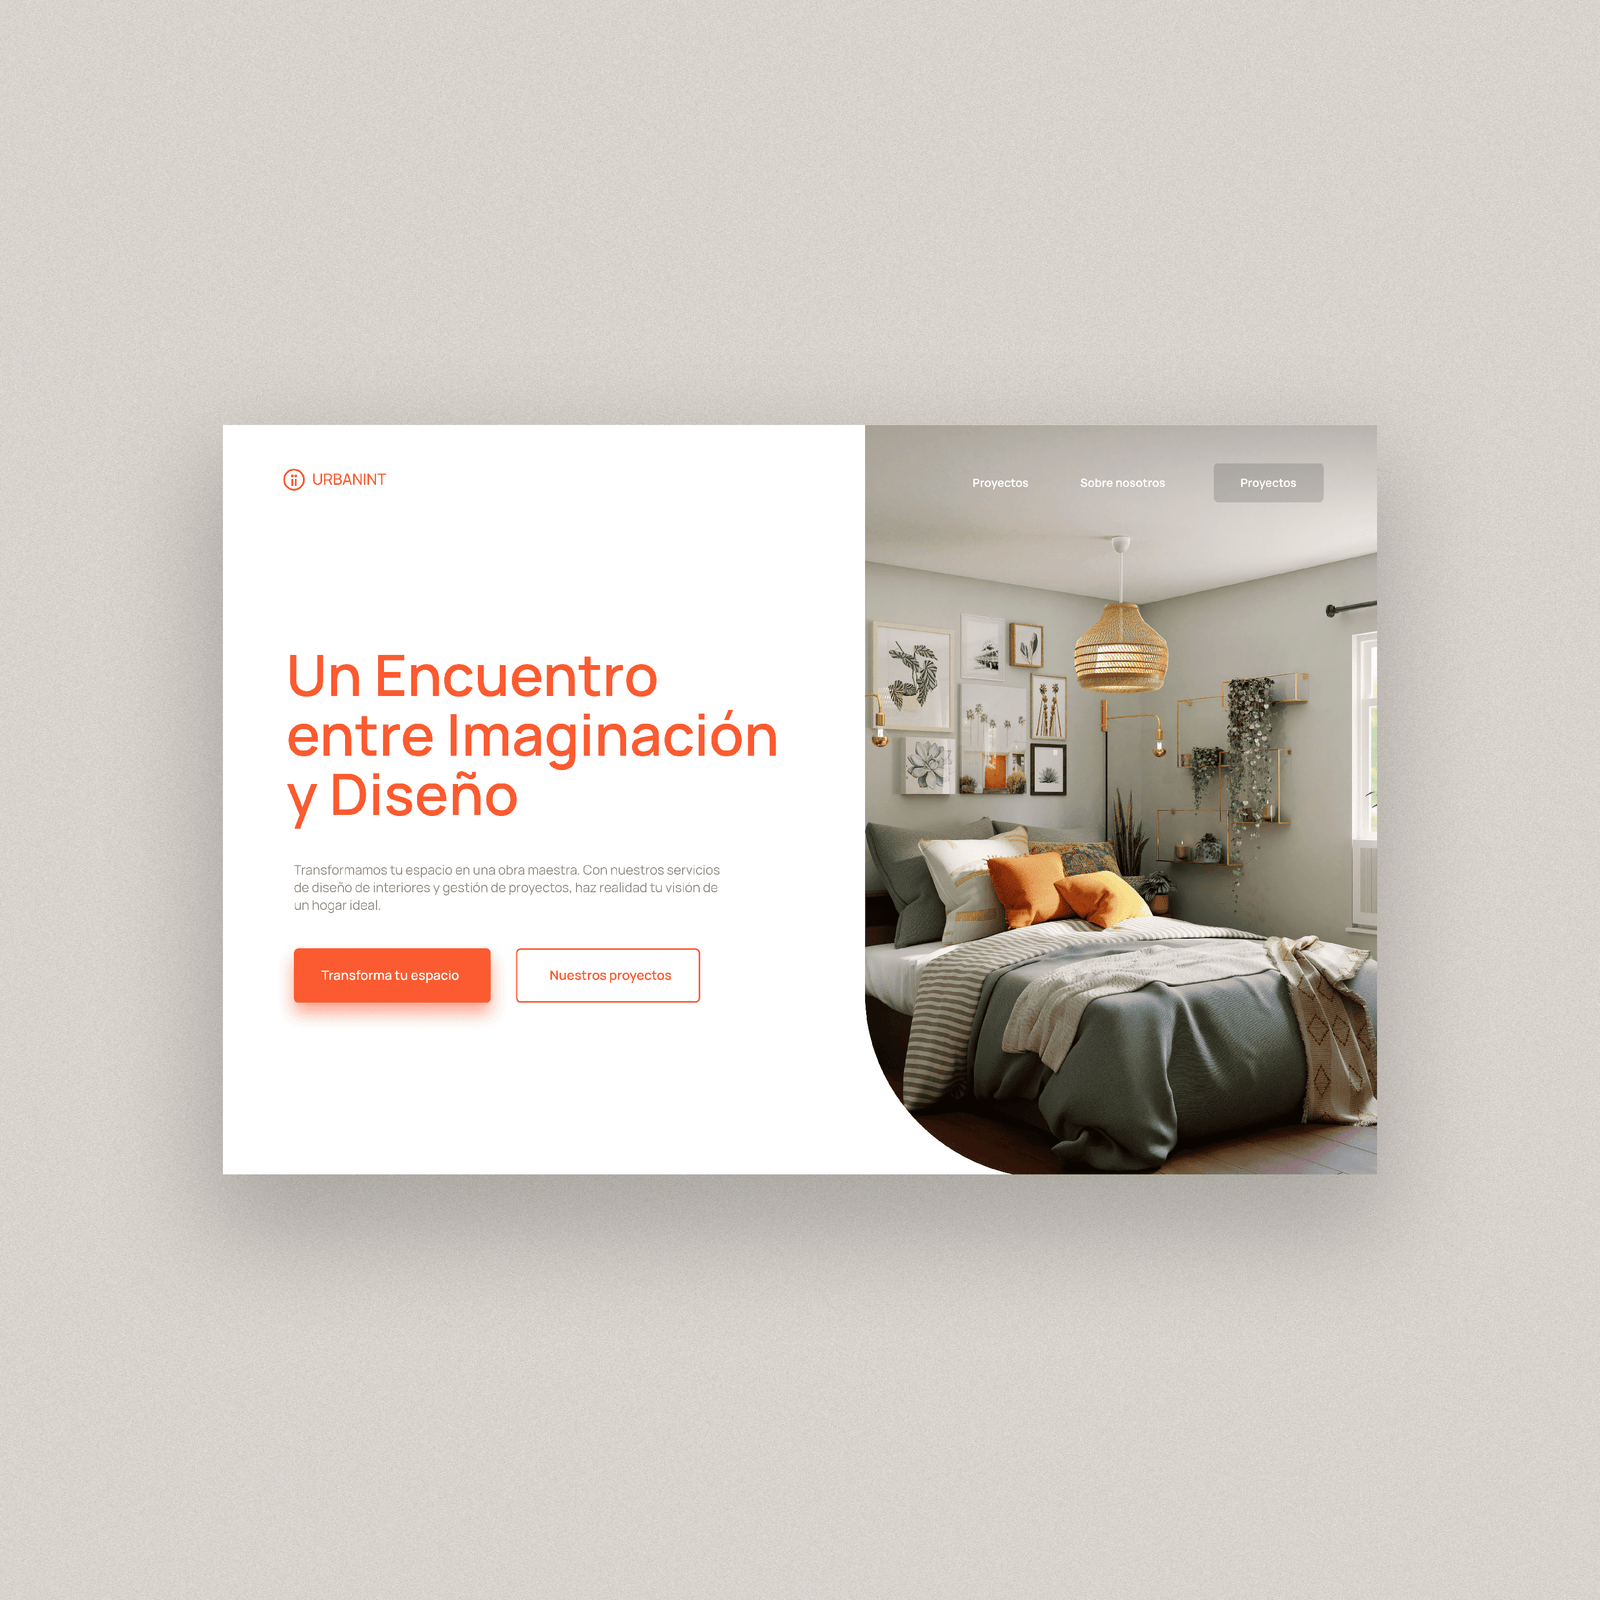 URBANINT
Proyectos
Sobre nosotros
Proyectos
Un Encuentro
entre Imaginación
y Diseño
Transformamos tu espacio en una obra maestra. Con nuestros servicios
de diseño de interiores y gestión de proyectos, haz realidad tu visión de
un hogar ideal.
Transforma tu espacio
Nuestros proyectos